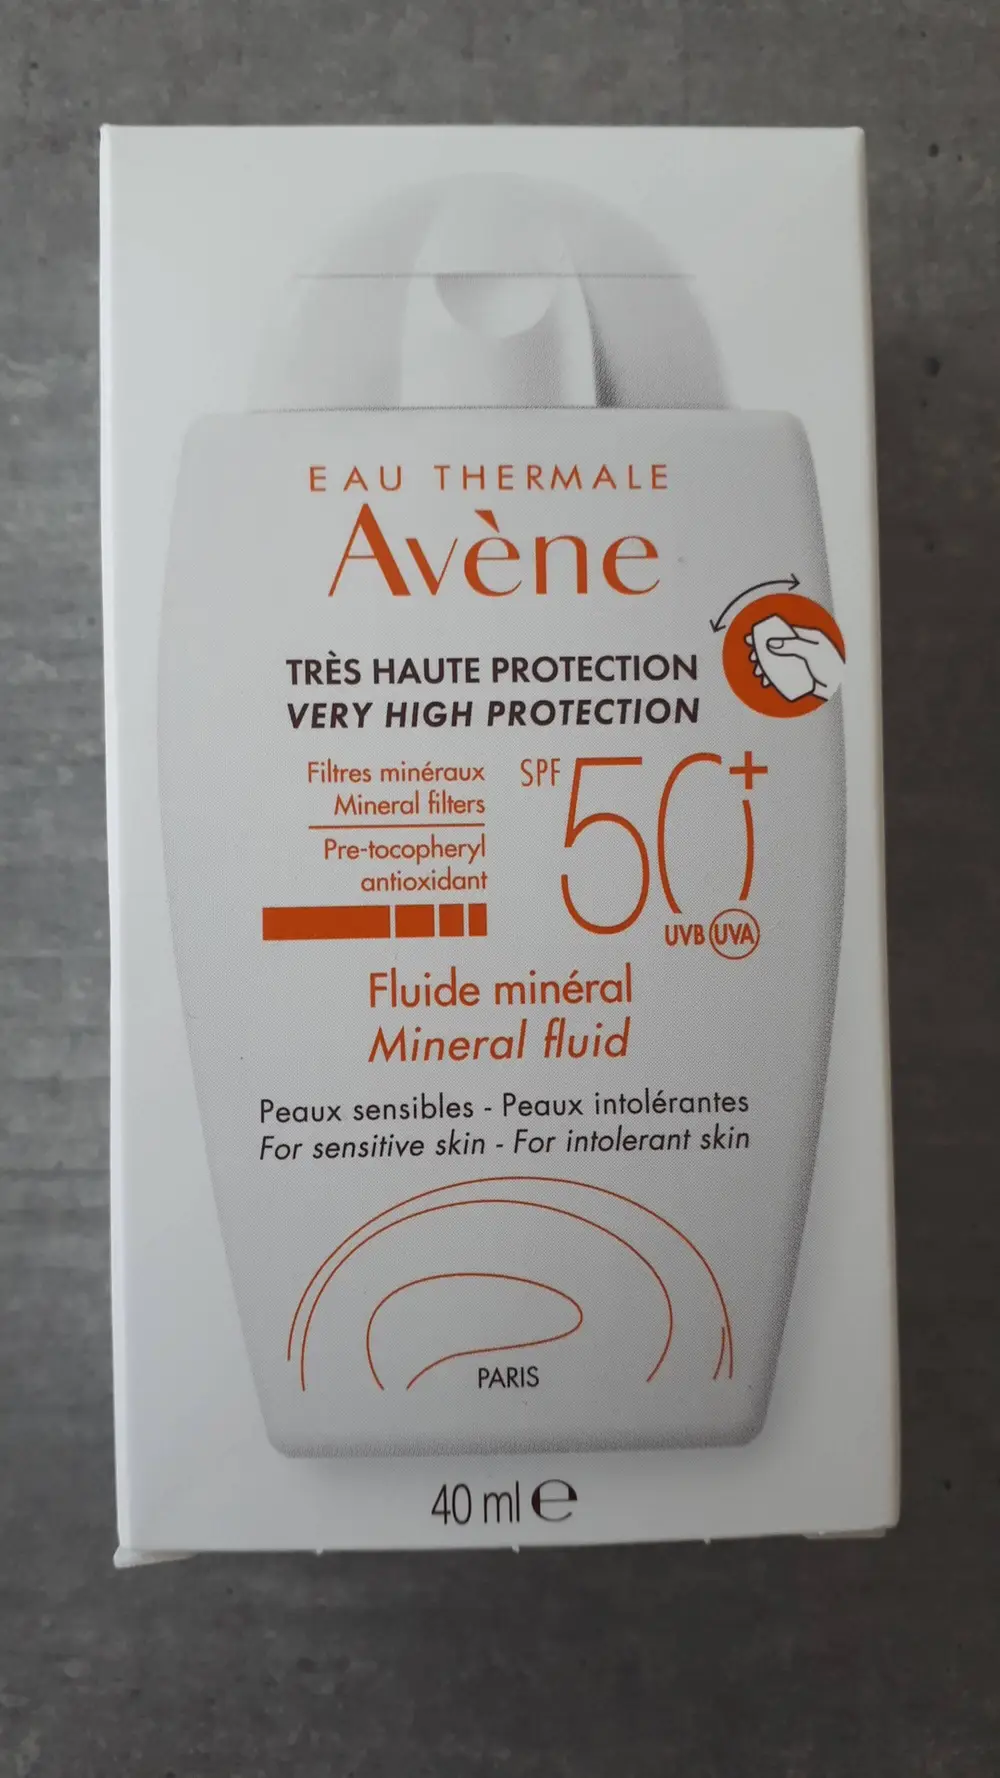 EAU THERMALE
Avène
TRÈS HAUTE PROTECTION
VERY HIGH PROTECTION
Filtres minéraux
Mineral filters
Pre-tocopheryl
antioxidant
SPF 50+
UVB UVA
Fluide minéral
Mineral fluid
Peaux sensibles - Peaux intolérantes
For sensitive skin - For intolerant skin
PARIS
40 ml ℮